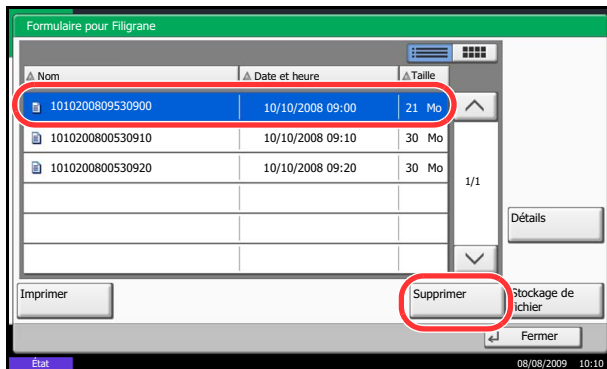 Formulaire pour Filigrane
Nom Date et heure Taille
1010200809530900 10/10/2008 09:00 21 Mo
1010200800530910 10/10/2008 09:10 30 Mo
1010200800530920 10/10/2008 09:20 30 Mo
1/1
Détails
Imprimer Supprimer Stockage de
fichier
Fermer
État 08/08/2009 10:10